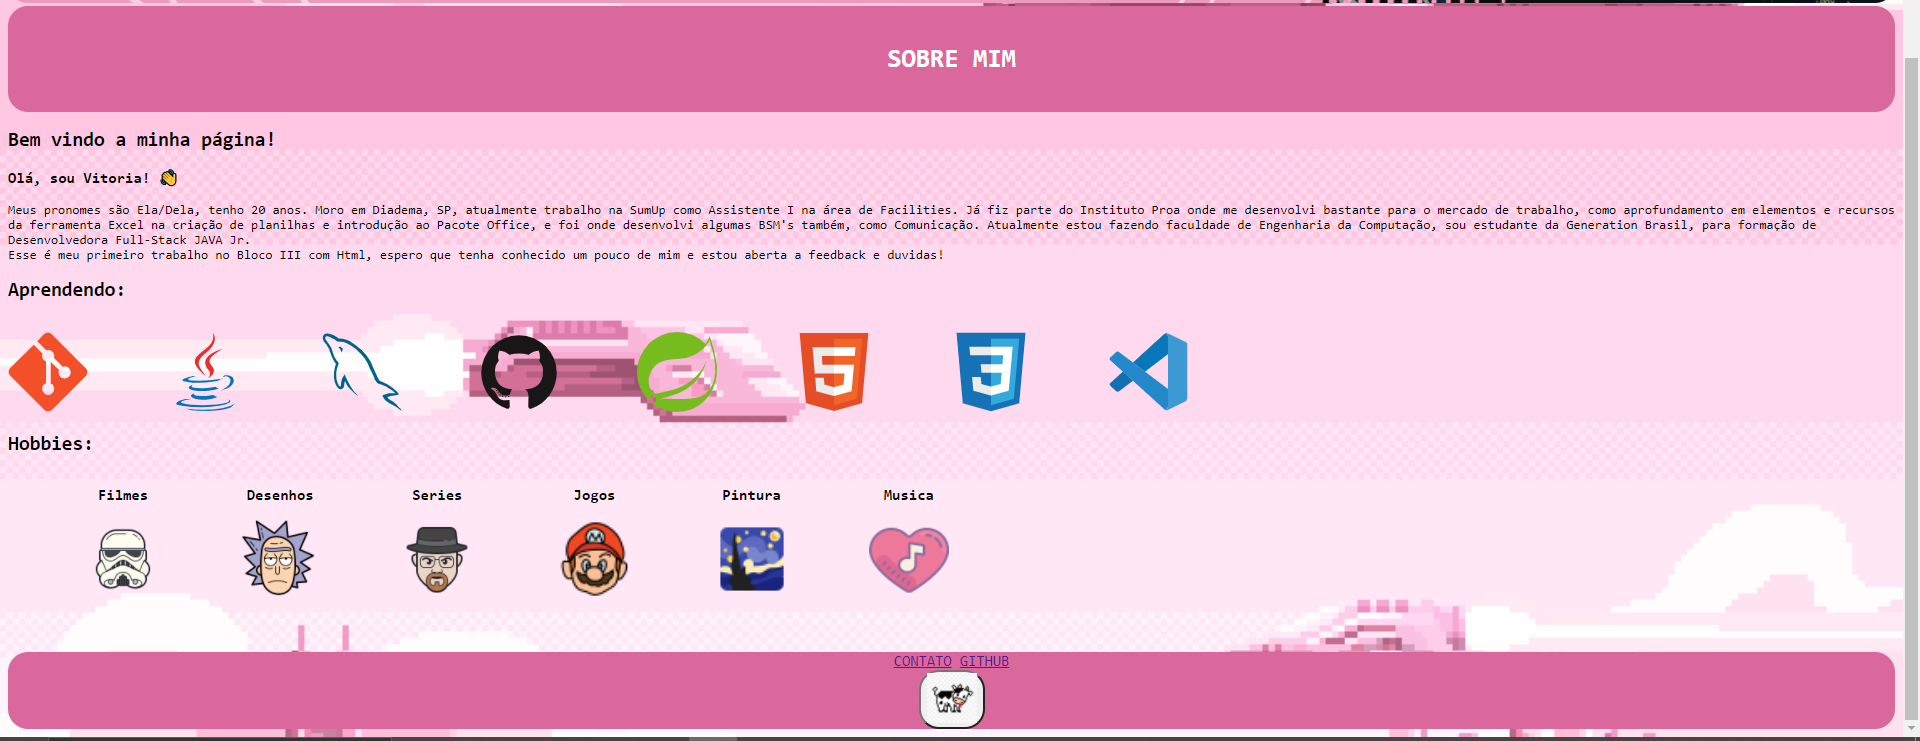 SOBRE MIM
Bem vindo a minha página!
Olá, sou Vitoria! 👏
Meus pronomes são Ela/Dela, tenho 20 anos. Moro em Diadema, SP, atualmente trabalho na SumUp como Assistente I na área de Facilities. Já fiz parte do Instituto Proa onde me desenvolvi bastante para o mercado de trabalho, como aprofundamento em elementos e recursos
da ferramenta Excel na criação de planilhas e introdução ao Pacote Office, e foi onde desenvolvi algumas BSM's também, como Comunicação. Atualmente estou fazendo faculdade de Engenharia da Computação, sou estudante da Generation Brasil, para formação de
Desenvolvedora Full-Stack JAVA Jr.
Esse é meu primeiro trabalho no Bloco III com Html, espero que tenha conhecido um pouco de mim e estou aberta a feedback e duvidas!
Aprendendo:
5
3
Hobbies:
Filmes Desenhos Series Jogos Pintura Musica
M
CONTATO GITHUB